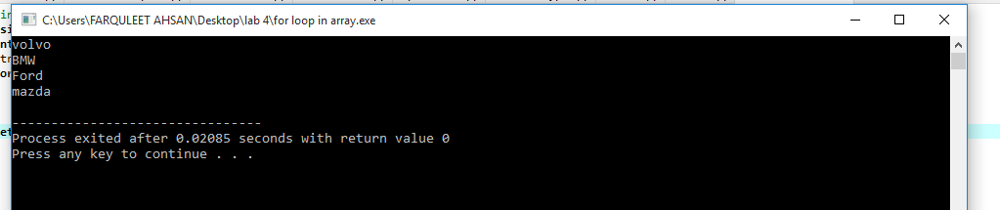 C:\Users\FARQULEET AHSAN\Desktop\lab 4\for loop in array.exe
volvo
BMW
Ford
mazda
--------------------------------
Process exited after 0.02085 seconds with return value 0
Press any key to continue . . .